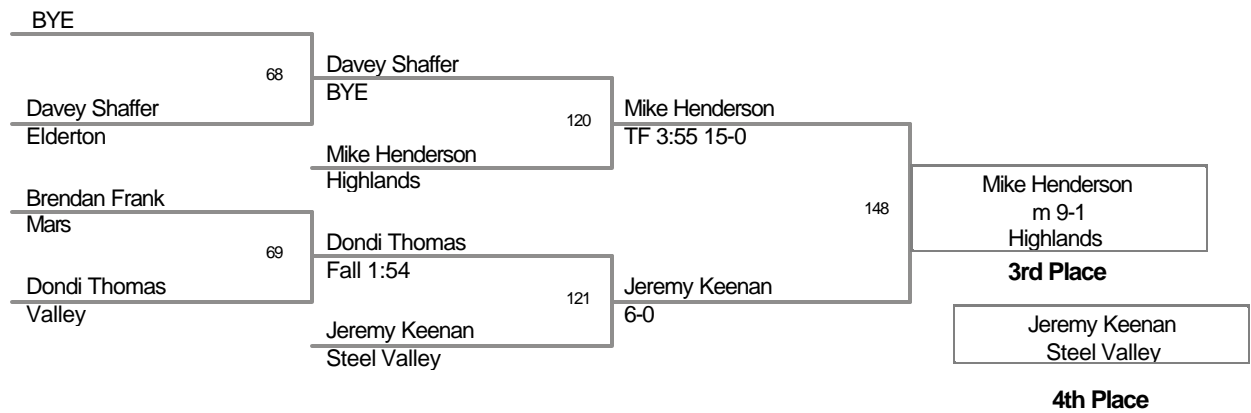 BYE
68
Davey Shaffer
Elderton
Davey Shaffer
BYE
120
Mike Henderson
Highlands
Mike Henderson
TF 3:55 15-0
Brendan Frank
Mars
69
Dondi Thomas
Valley
Dondi Thomas
Fall 1:54
121
Jeremy Keenan
Steel Valley
Jeremy Keenan
6-0
148
Mike Henderson
m 9-1
Highlands
3rd Place
Jeremy Keenan
Steel Valley
4th Place